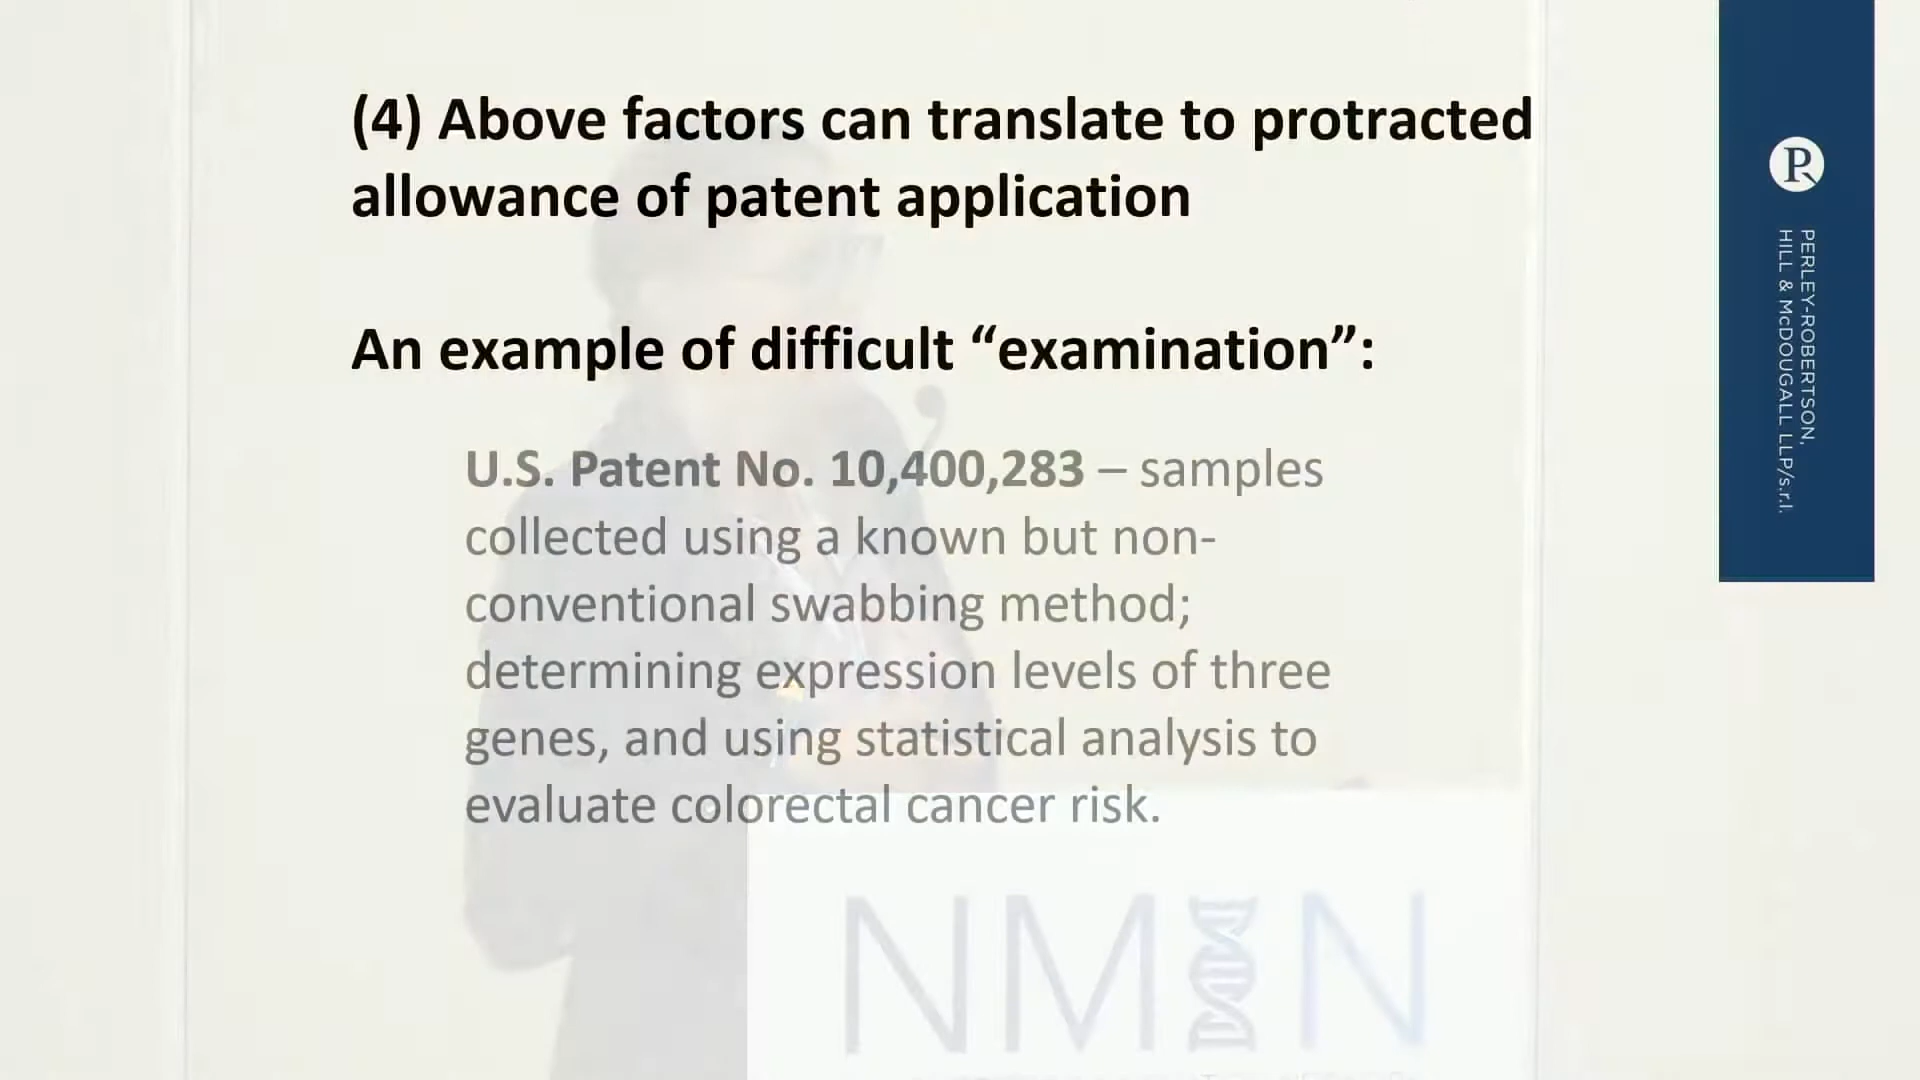 (4) Above factors can translate to protracted
allowance of patent application
An example of difficult “examination”:
U.S. Patent No. 10,400,283 – samples
collected using a known but non-
conventional swabbing method;
determining expression levels of three
genes, and using statistical analysis to
evaluate colorectal cancer risk.
PERLEY-ROBERTSON,
HILL & McDOUGALL LLP/s.r.l.
NMIN